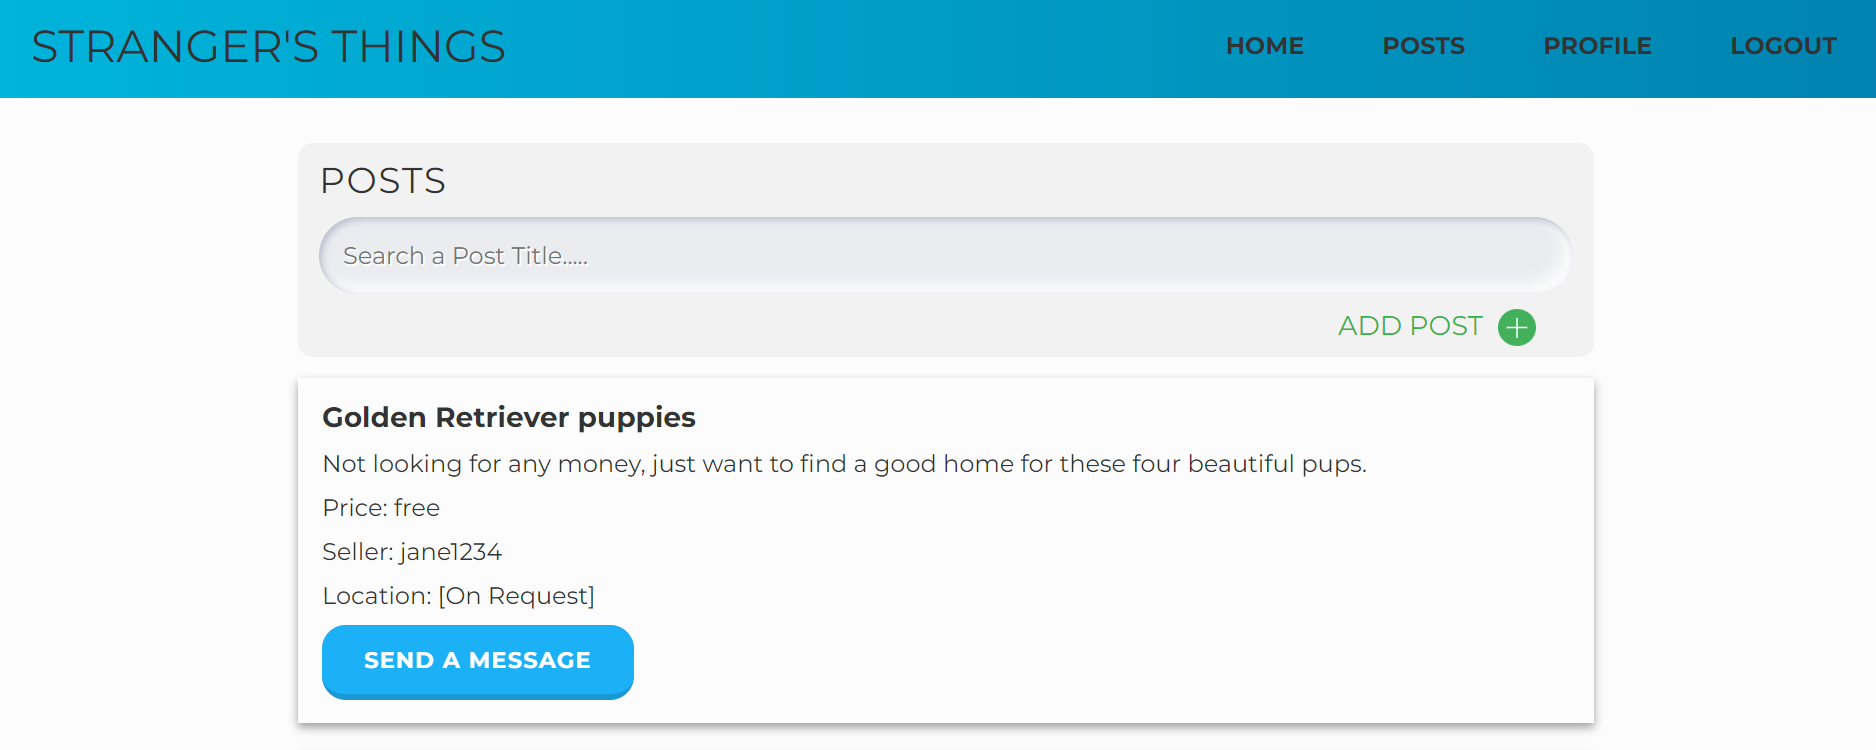 STRANGER'S THINGS
HOME POSTS PROFILE LOGOUT
POSTS
Search a Post Title.....
ADD POST
Golden Retriever puppies
Not looking for any money, just want to find a good home for these four beautiful pups.
Price: free
Seller: jane1234
Location: [On Request]
SEND A MESSAGE